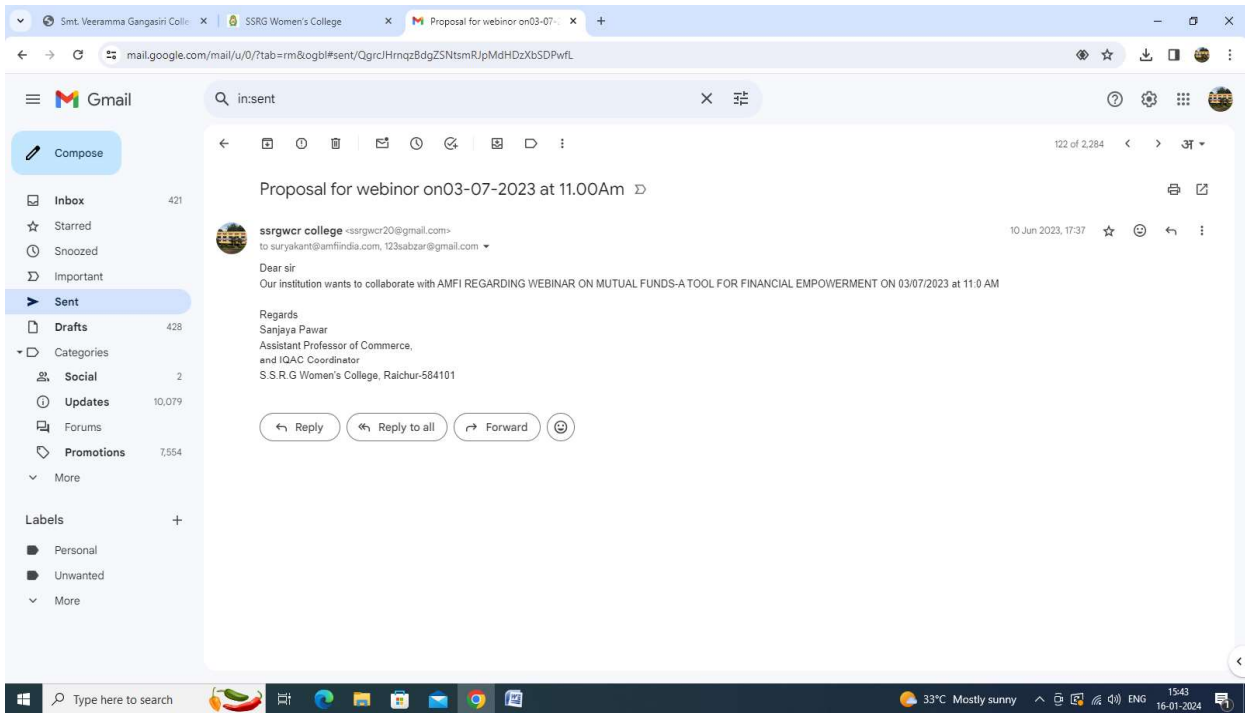 Smt. Veeramma Gangasiri Colle
SSRG Women's College
Proposal for webinor on03-07-
mail.google.com/mail/u/0/?tab=rm&ogbl#sent/QgrcJHrnqzBdgZSNtsmRJpMdHDzXbSDPwfL
Gmail
in:sent
Compose
122 of 2,284
अ
Proposal for webinor on03-07-2023 at 11.00Am
Inbox 421
Starred
Snoozed
Important
Sent
Drafts 428
Categories
Social 2
Updates 10,079
Forums
Promotions 7,554
More
Labels
Personal
Unwanted
More
ssrgwcr college <ssrgwcr20@gmail.com>
10 Jun 2023, 17:37
to suryakant@amfiindia.com, 123sabzar@gmail.com
Dear sir
Our institution wants to collaborate with AMFI REGARDING WEBINAR ON MUTUAL FUNDS-A TOOL FOR FINANCIAL EMPOWERMENT ON 03/07/2023 at 11:0 AM
Regards
Sanjaya Pawar
Assistant Professor of Commerce,
and IQAC Coordinator
S.S.R.G Women's College, Raichur-584101
Reply
Reply to all
Forward
Type here to search
33°C Mostly sunny
ENG
15:43
16-01-2024
1